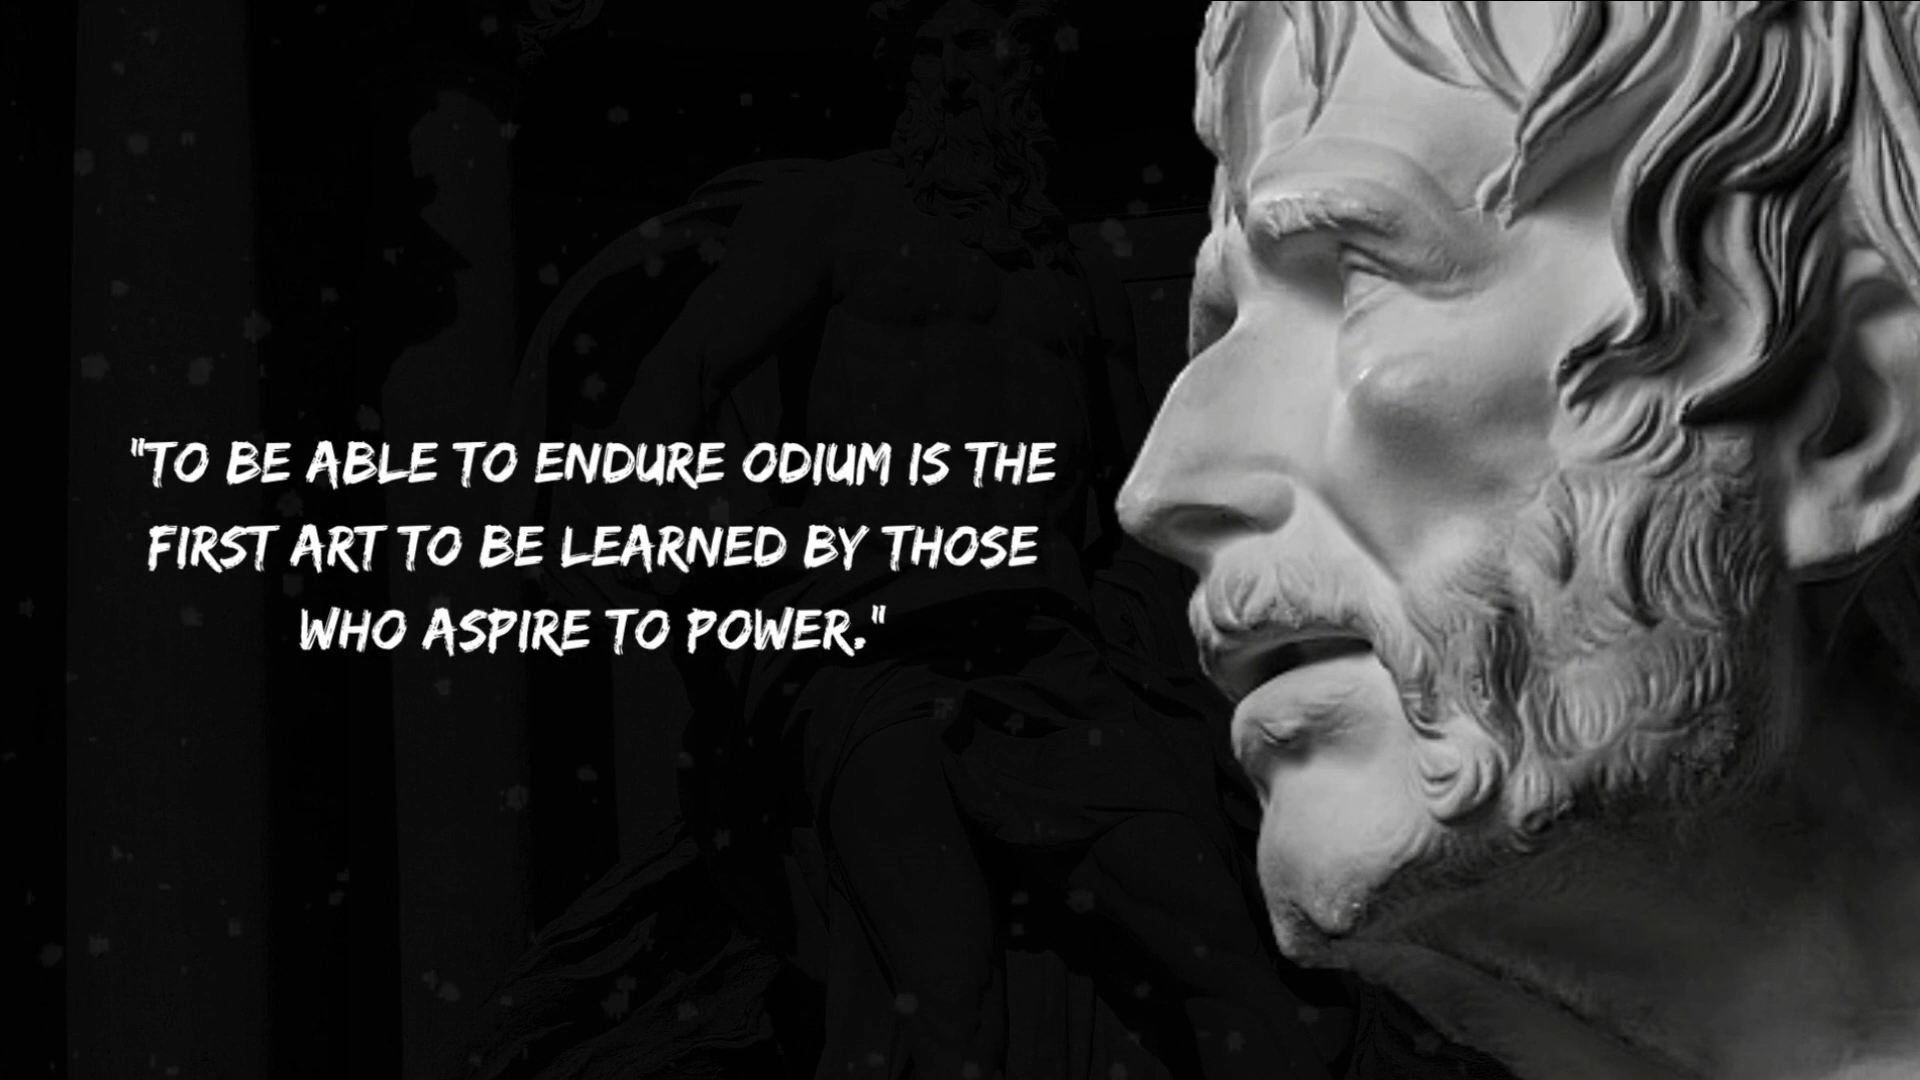 "TO BE ABLE TO ENDURE ODIUM IS THE
FIRST ART TO BE LEARNED BY THOSE
WHO ASPIRE TO POWER."